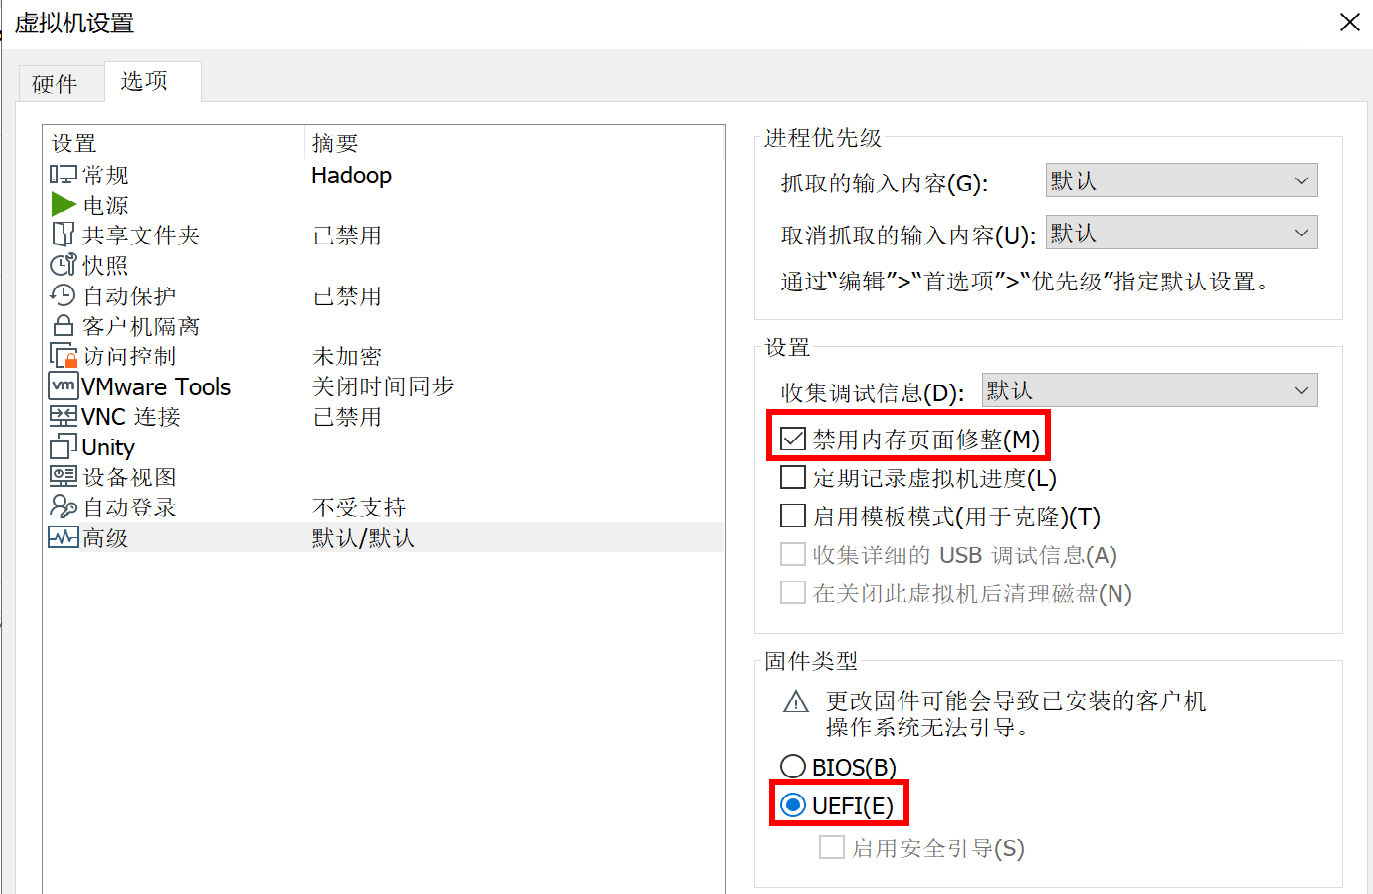 虚拟机设置
硬件
选项
设置 摘要
常规 Hadoop
电源
共享文件夹 已禁用
快照
自动保护 已禁用
客户机隔离
访问控制 未加密
VMware Tools 关闭时间同步
VNC 连接 已禁用
Unity
设备视图
自动登录 不受支持
高级 默认/默认
进程优先级
抓取的输入内容(G): 默认
取消抓取的输入内容(U): 默认
通过“编辑”>“首选项”>“优先级”指定默认设置。
设置
收集调试信息(D): 默认
禁用内存页面修整(M)
定期记录虚拟机进度(L)
启用模板模式(用于克隆)(T)
收集详细的 USB 调试信息(A)
在关闭此虚拟机后清理磁盘(N)
固件类型
更改固件可能会导致已安装的客户机
操作系统无法引导。
BIOS(B)
UEFI(E)
启用安全引导(S)